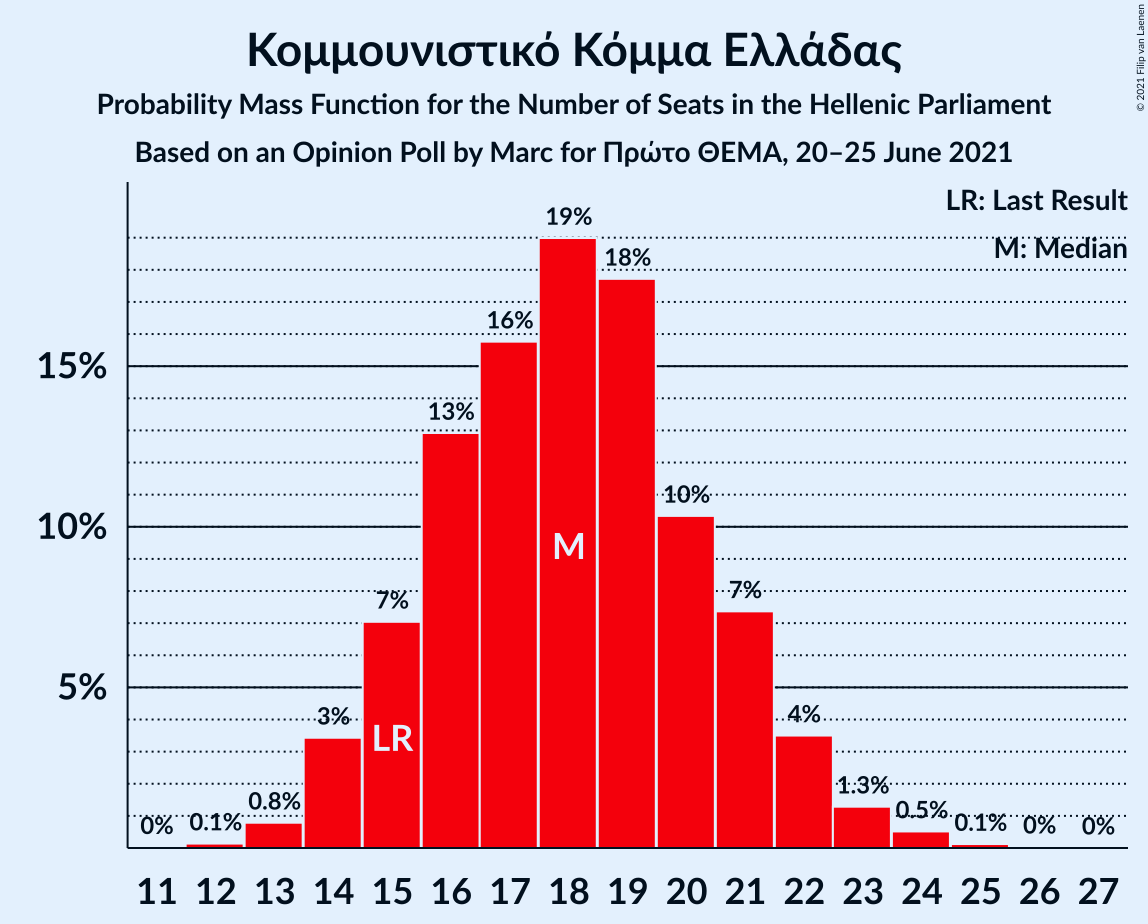 Κομμουνιστικό Κόμμα Ελλάδας
Probability Mass Function for the Number of Seats in the Hellenic Parliament
Based on an Opinion Poll by Marc for Πρώτο ΘΕΜΑ, 20–25 June 2021
© 2021 Filip van Laenen
LR: Last Result
M: Median
15%
10%
5%
0%
0.1%
0.8%
3%
7%
13%
16%
19%
18%
10%
7%
4%
1.3%
0.5%
0.1%
0%
0%
LR
M
11 12 13 14 15 16 17 18 19 20 21 22 23 24 25 26 27